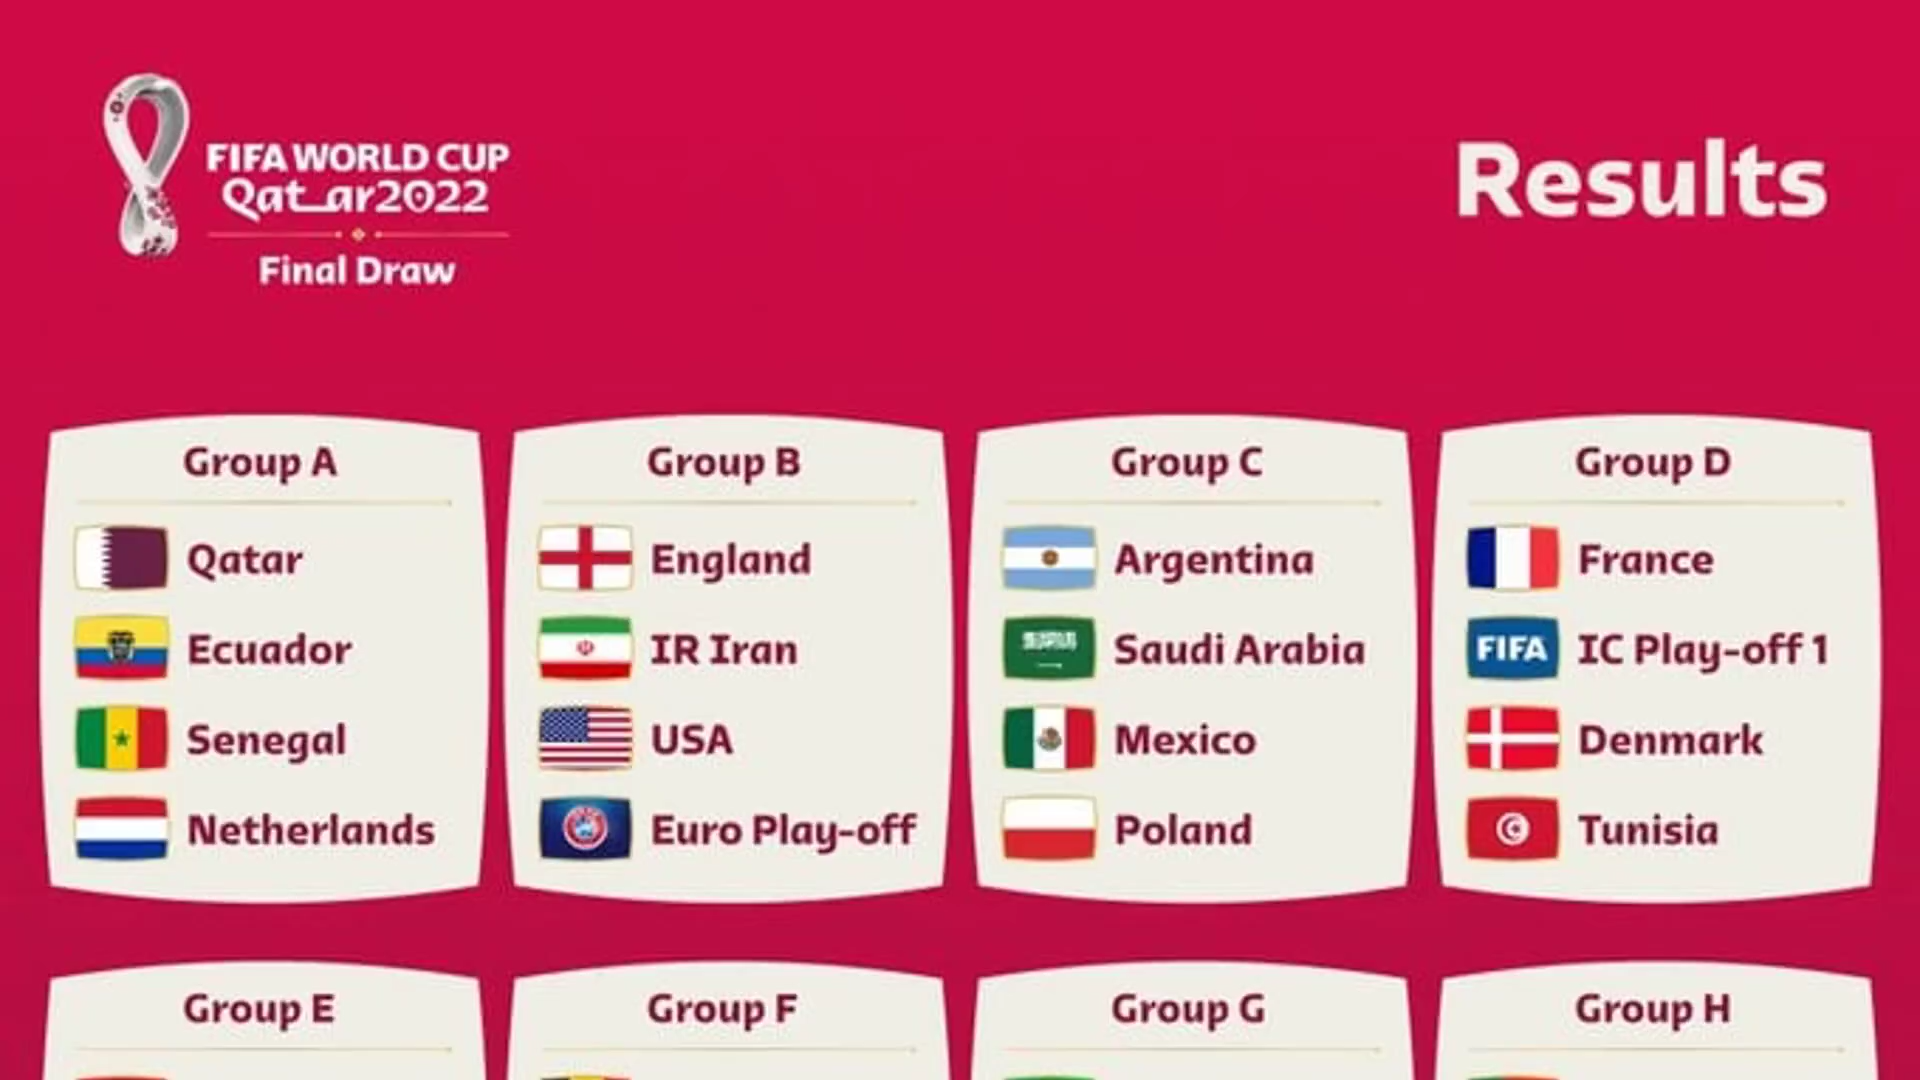 FIFA WORLD CUP
Qatar2022
Final Draw
Results
Group A
Qatar
Ecuador
Senegal
Netherlands
Group B
England
IR Iran
USA
Euro Play-off
Group C
Argentina
Saudi Arabia
Mexico
Poland
Group D
France
FIFA IC Play-off 1
Denmark
Tunisia
Group E
Group F
Group G
Group H